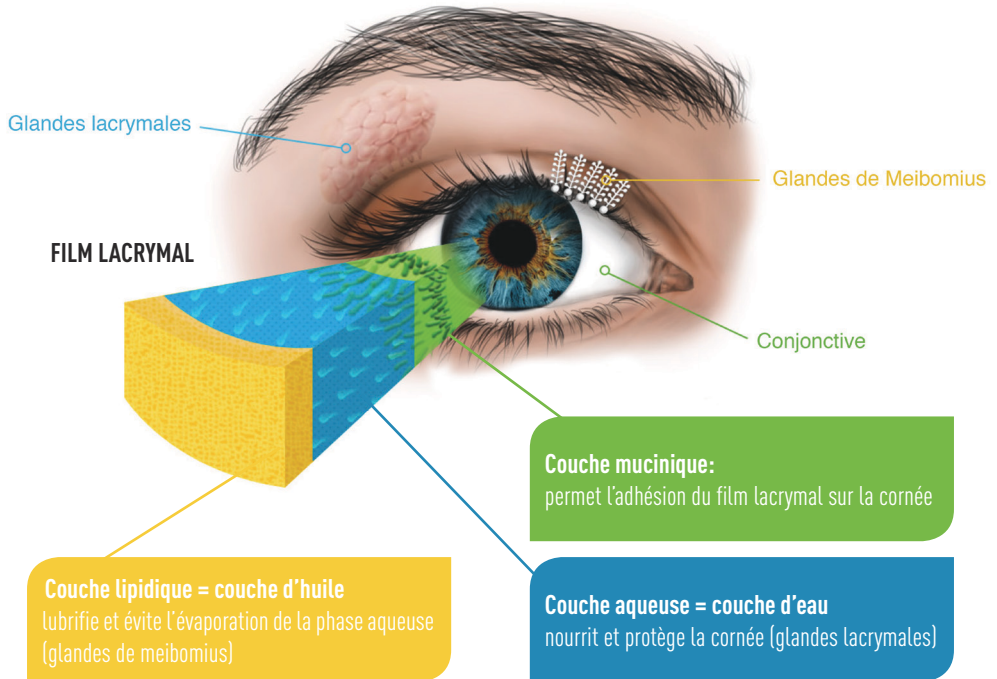 Glandes lacrymales
Glandes de Meibomius
FILM LACRYMAL
Conjonctive
Couche mucinique:
permet l'adhésion du film lacrymal sur la cornée
Couche lipidique = couche d'huile
lubrifie et évite l'évaporation de la phase aqueuse
(glandes de meibomius)
Couche aqueuse = couche d'eau
nourrit et protège la cornée (glandes lacrymales)